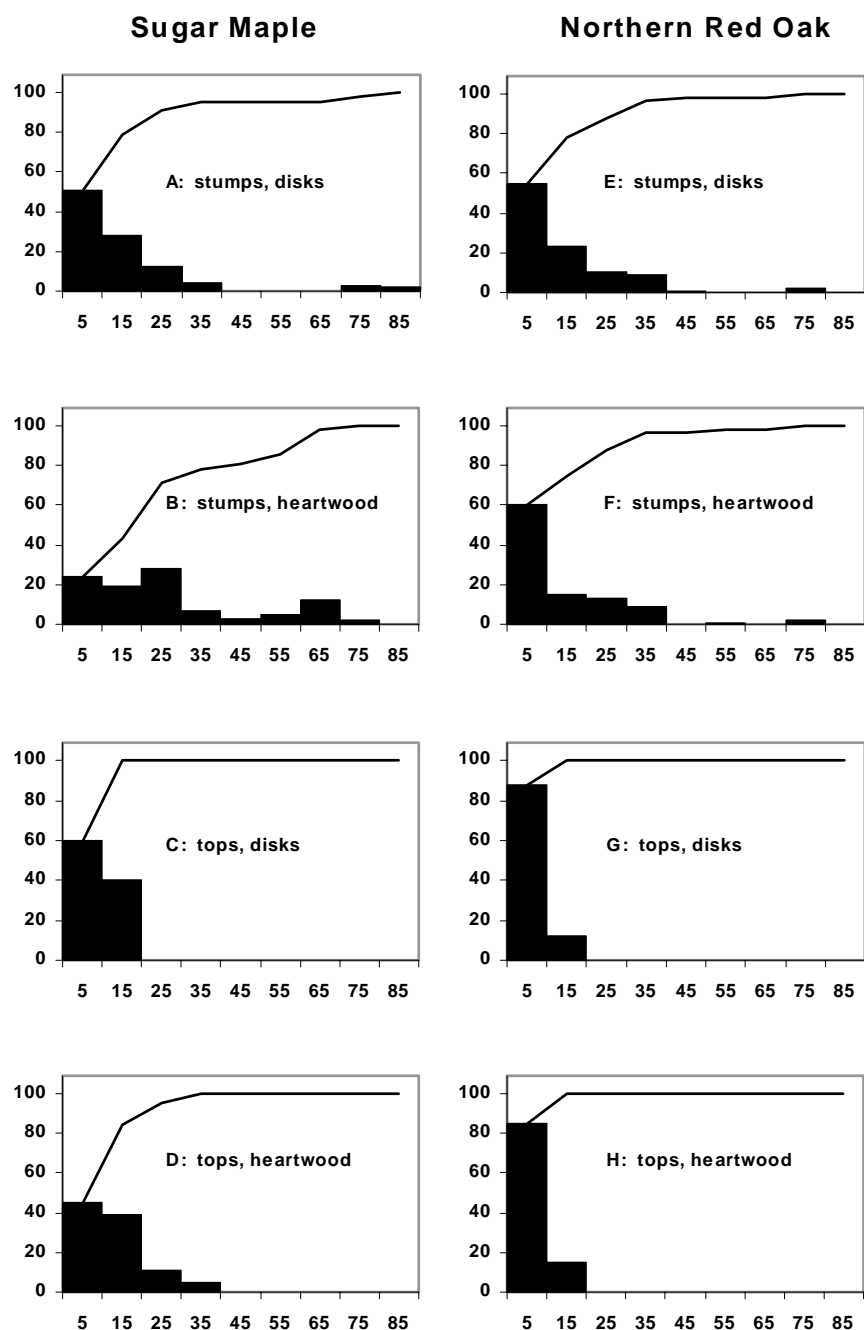 Sugar Maple
Northern Red Oak
100
80
60
40
20
0
A: stumps, disks
5 15 25 35 45 55 65 75 85
100
80
60
40
20
0
E: stumps, disks
5 15 25 35 45 55 65 75 85
100
80
60
40
20
0
B: stumps, heartwood
5 15 25 35 45 55 65 75 85
100
80
60
40
20
0
F: stumps, heartwood
5 15 25 35 45 55 65 75 85
100
80
60
40
20
0
C: tops, disks
5 15 25 35 45 55 65 75 85
100
80
60
40
20
0
G: tops, disks
5 15 25 35 45 55 65 75 85
100
80
60
40
20
0
D: tops, heartwood
5 15 25 35 45 55 65 75 85
100
80
60
40
20
0
H: tops, heartwood
5 15 25 35 45 55 65 75 85